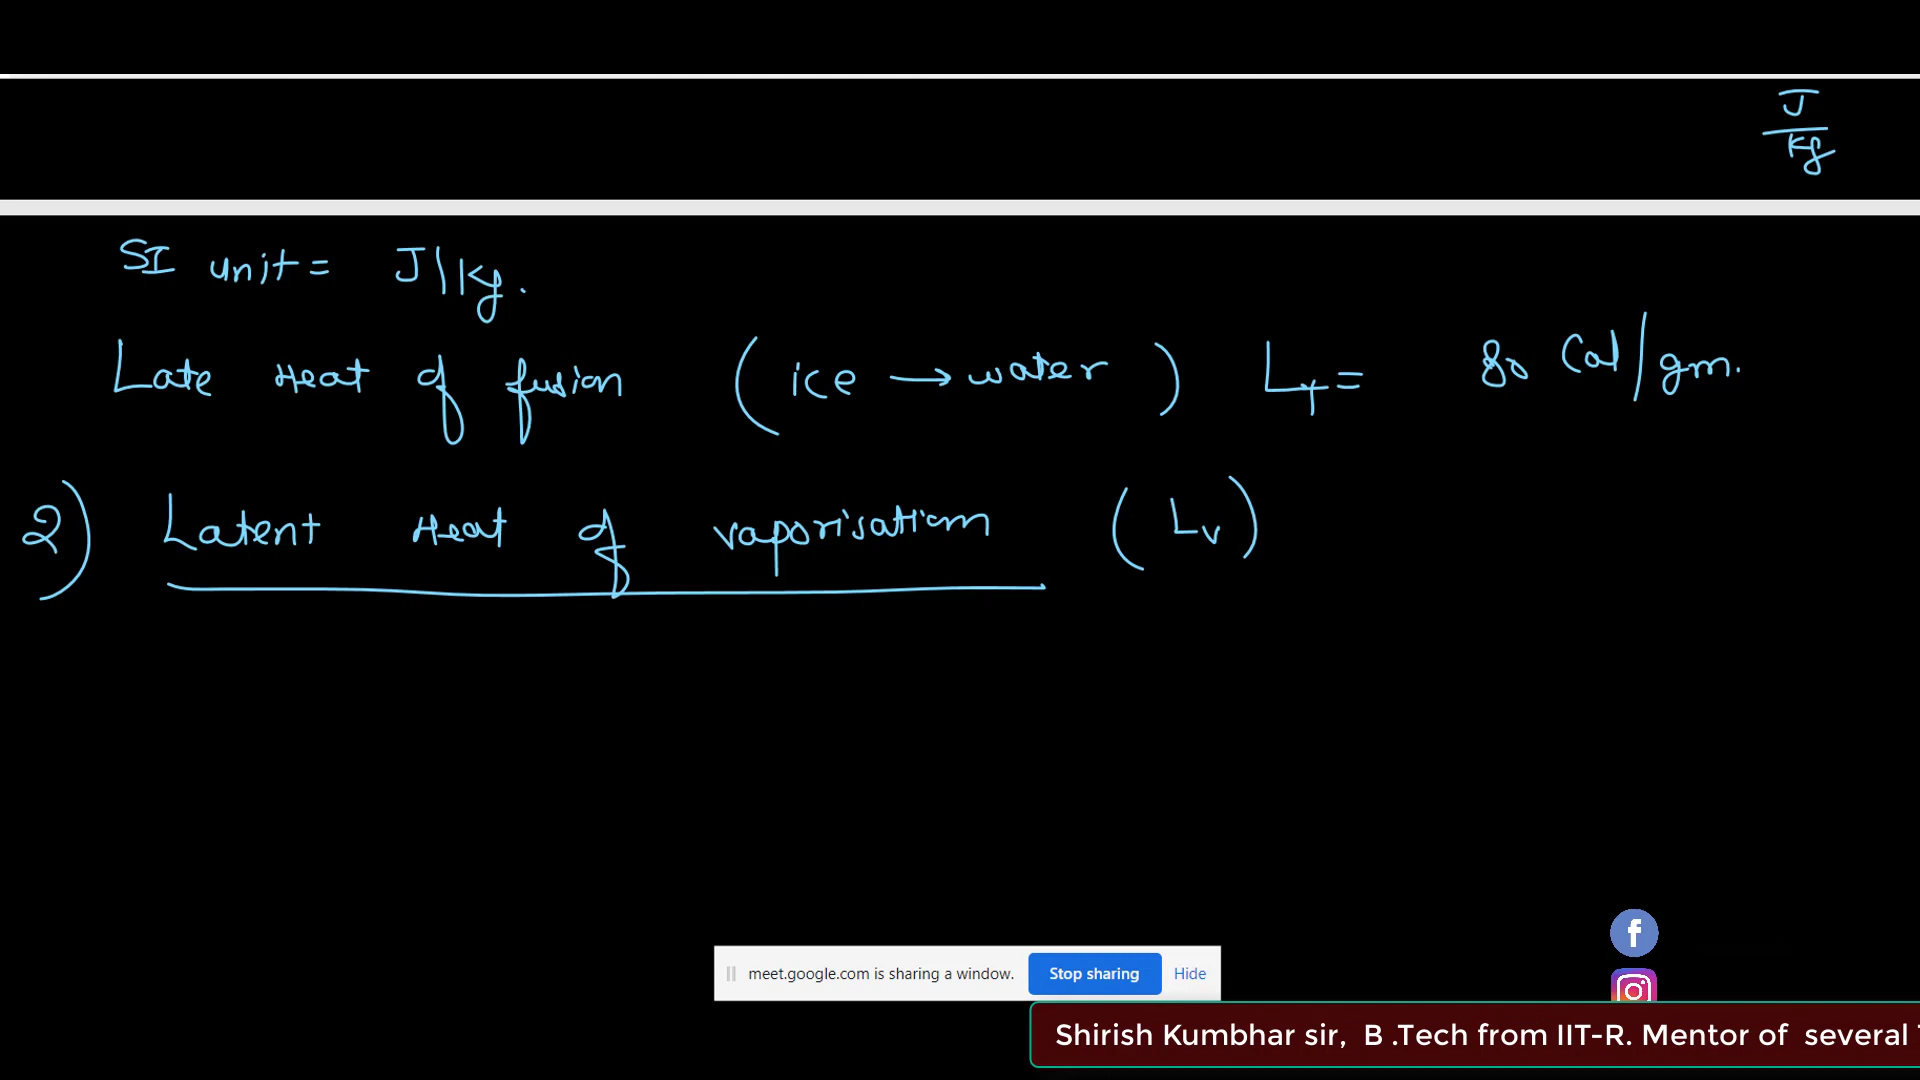 J
kg
SI unit = J\kg.
Late Heat of fusion (ice → water) Lf = 80 Cal/gm.
2) Latent Heat of vaporisation (Lv)
meet.google.com is sharing a window. Stop sharing Hide
f
Shirish Kumbhar sir, B .Tech from IIT-R. Mentor of several